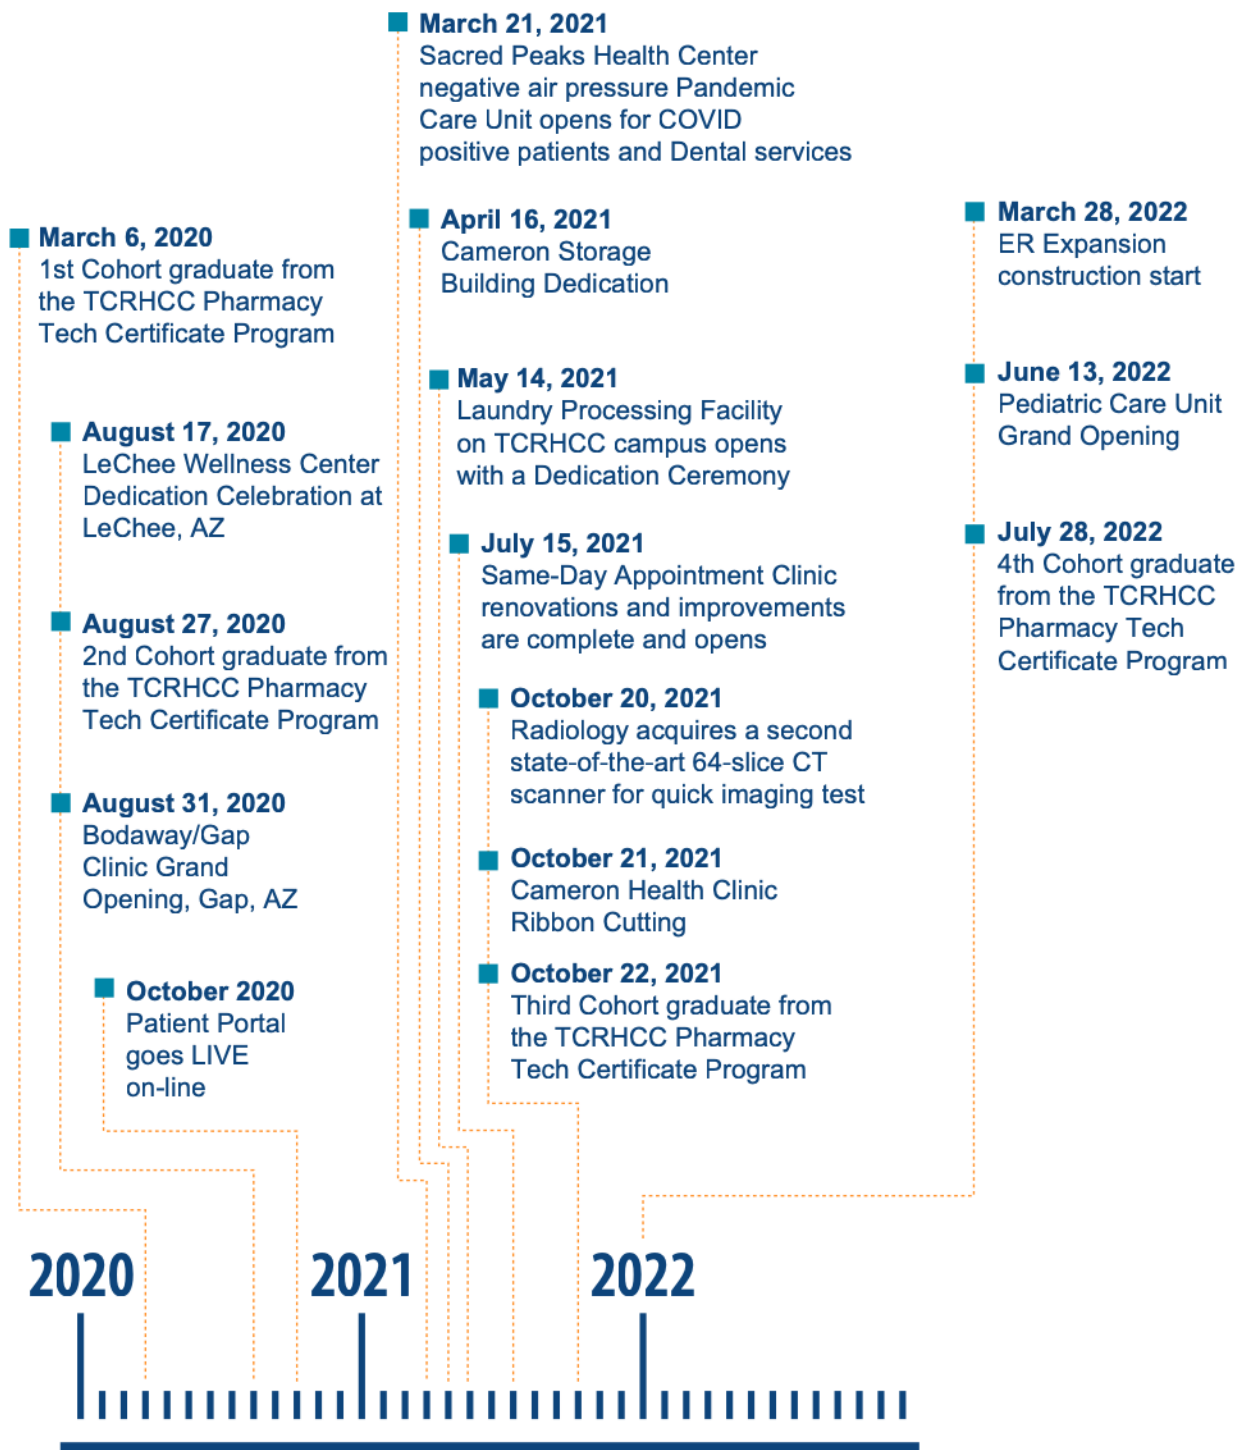 March 6, 2020
1st Cohort graduate from
the TCRHCC Pharmacy
Tech Certificate Program
August 17, 2020
LeChee Wellness Center
Dedication Celebration at
LeChee, AZ
August 27, 2020
2nd Cohort graduate from
the TCRHCC Pharmacy
Tech Certificate Program
August 31, 2020
Bodaway/Gap
Clinic Grand
Opening, Gap, AZ
October 2020
Patient Portal
goes LIVE
on-line
March 21, 2021
Sacred Peaks Health Center
negative air pressure Pandemic
Care Unit opens for COVID
positive patients and Dental services
April 16, 2021
Cameron Storage
Building Dedication
May 14, 2021
Laundry Processing Facility
on TCRHCC campus opens
with a Dedication Ceremony
July 15, 2021
Same-Day Appointment Clinic
renovations and improvements
are complete and opens
October 20, 2021
Radiology acquires a second
state-of-the-art 64-slice CT
scanner for quick imaging test
October 21, 2021
Cameron Health Clinic
Ribbon Cutting
October 22, 2021
Third Cohort graduate from
the TCRHCC Pharmacy
Tech Certificate Program
March 28, 2022
ER Expansion
construction start
June 13, 2022
Pediatric Care Unit
Grand Opening
July 28, 2022
4th Cohort graduate
from the TCRHCC
Pharmacy Tech
Certificate Program
2020
2021
2022